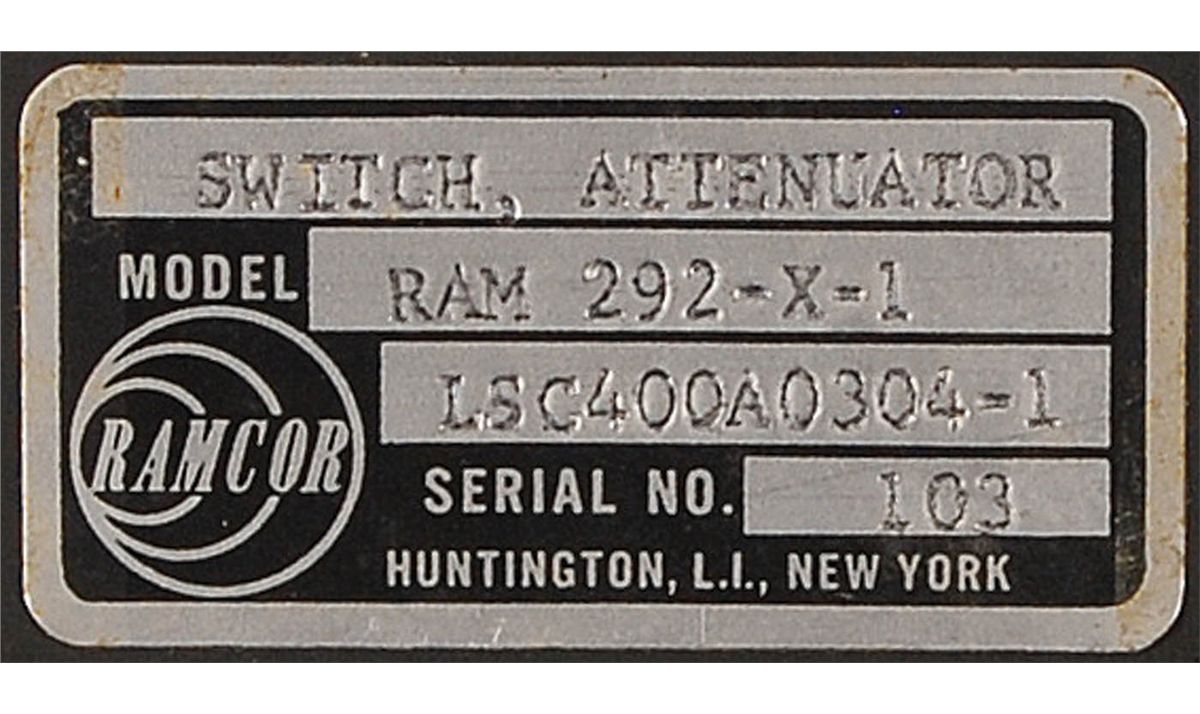 SWITCH, ATTENUATOR
MODEL RAM 292-X-1
LSC400A0304-1
RAMCOR
SERIAL NO. 103
HUNTINGTON, L.I., NEW YORK